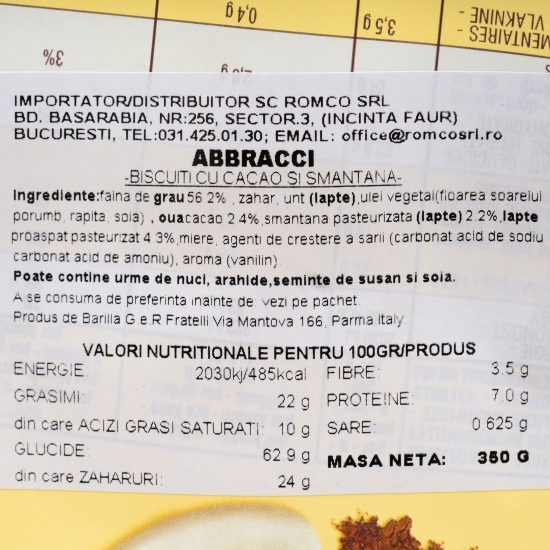 0,4 g
3,5 g
MENTAIRES -
VLAKNINE -
3%
IMPORTATOR/DISTRIBUITOR SC ROMCO SRL
BD. BASARABIA, NR:256, SECTOR.3, (INCINTA FAUR)
BUCURESTI, TEL:031.425.01.30; EMAIL: office@romcosrl.ro
ABBRACCI
-BISCUITI CU CACAO SI SMANTANA-
Ingrediente:faina de grau 56.2% , zahar, unt (lapte),ulei vegetal(floarea soarelui
porumb, rapita, soia) , oua cacao 2.4%,smantana pasteurizata (lapte) 2.2%,lapte
proaspat pasteurizat 4.3%,miere, agenti de crestere a sarii (carbonat acid de sodiu
carbonat acid de amoniu), aroma (vanilin).
Poate contine urme de nuci, arahide,seminte de susan si soia.
A se consuma de preferinta inainte de: vezi pe pachet.
Produs de Barilla G.e.R Fratelli Via Mantova 166, Parma Italy.
VALORI NUTRITIONALE PENTRU 100GR/PRODUS
ENERGIE: 2030kj/485kcal FIBRE: 3.5 g
GRASIMI: 22 g PROTEINE: 7.0 g
din care ACIZI GRASI SATURATI: 10 g SARE: 0.625 g
GLUCIDE: 62.9 g MASA NETA: 350 G
din care ZAHARURI: 24 g